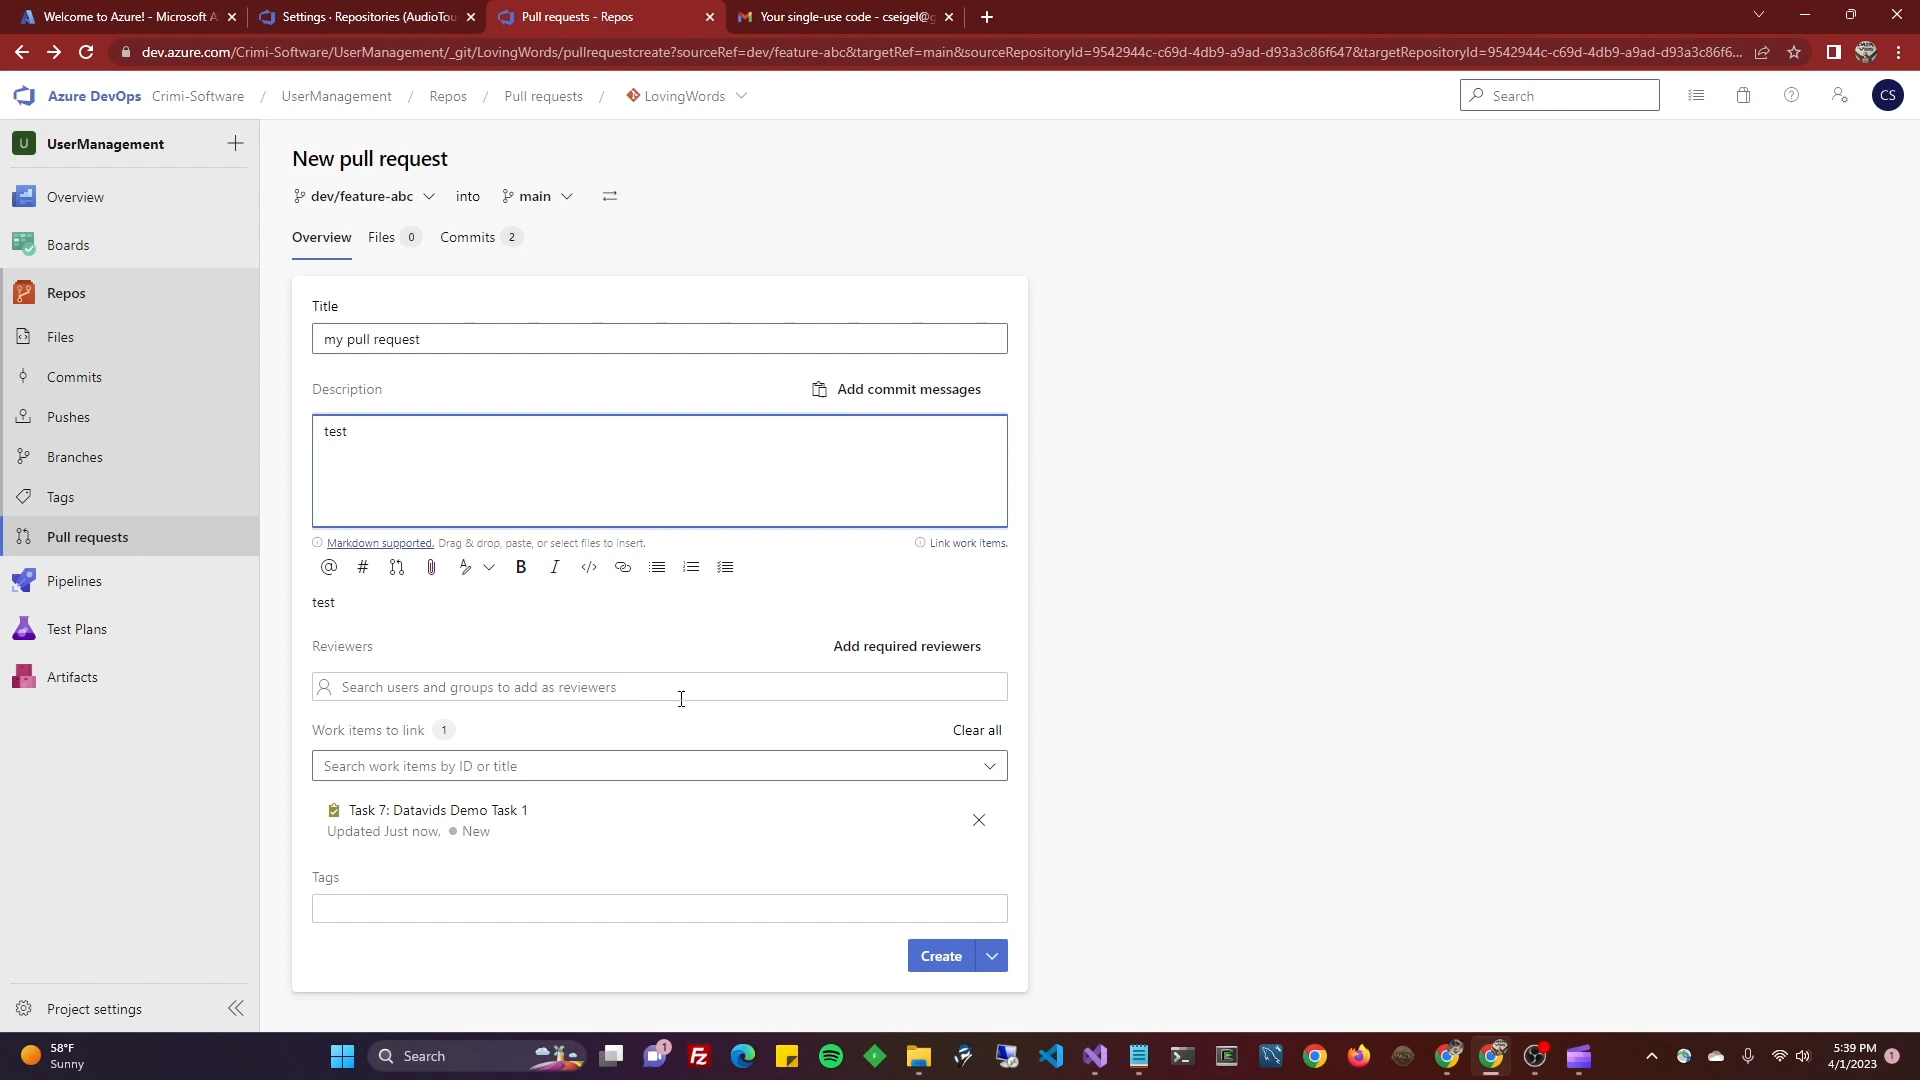 Welcome to Azure! - Microsoft A
Settings · Repositories (AudioTou
Pull requests - Repos
Your single-use code - cseigel@g
dev.azure.com/Crimi-Software/UserManagement/_git/LovingWords/pullrequestcreate?sourceRef=dev/feature-abc&targetRef=main&sourceRepositoryId=9542944c-c69d-4db9-a9ad-d93a3c86f647&targetRepositoryId=9542944c-c69d-4db9-a9ad-d93a3c86f6...
Azure DevOps Crimi-Software / UserManagement / Repos / Pull requests / LovingWords
Search
CS
U UserManagement
Overview
Boards
Repos
Files
Commits
Pushes
Branches
Tags
Pull requests
Pipelines
Test Plans
Artifacts
Project settings
New pull request
dev/feature-abc into main
Overview Files 0 Commits 2
Title
my pull request
Description Add commit messages
test
Markdown supported. Drag & drop, paste, or select files to insert. Link work items.
@ # B I </>
test
Reviewers Add required reviewers
Search users and groups to add as reviewers
Work items to link 1 Clear all
Search work items by ID or title
Task 7: Datavids Demo Task 1
Updated Just now, New
Tags
Create
58°F
Sunny
Search
1
5:39 PM
4/1/2023
1